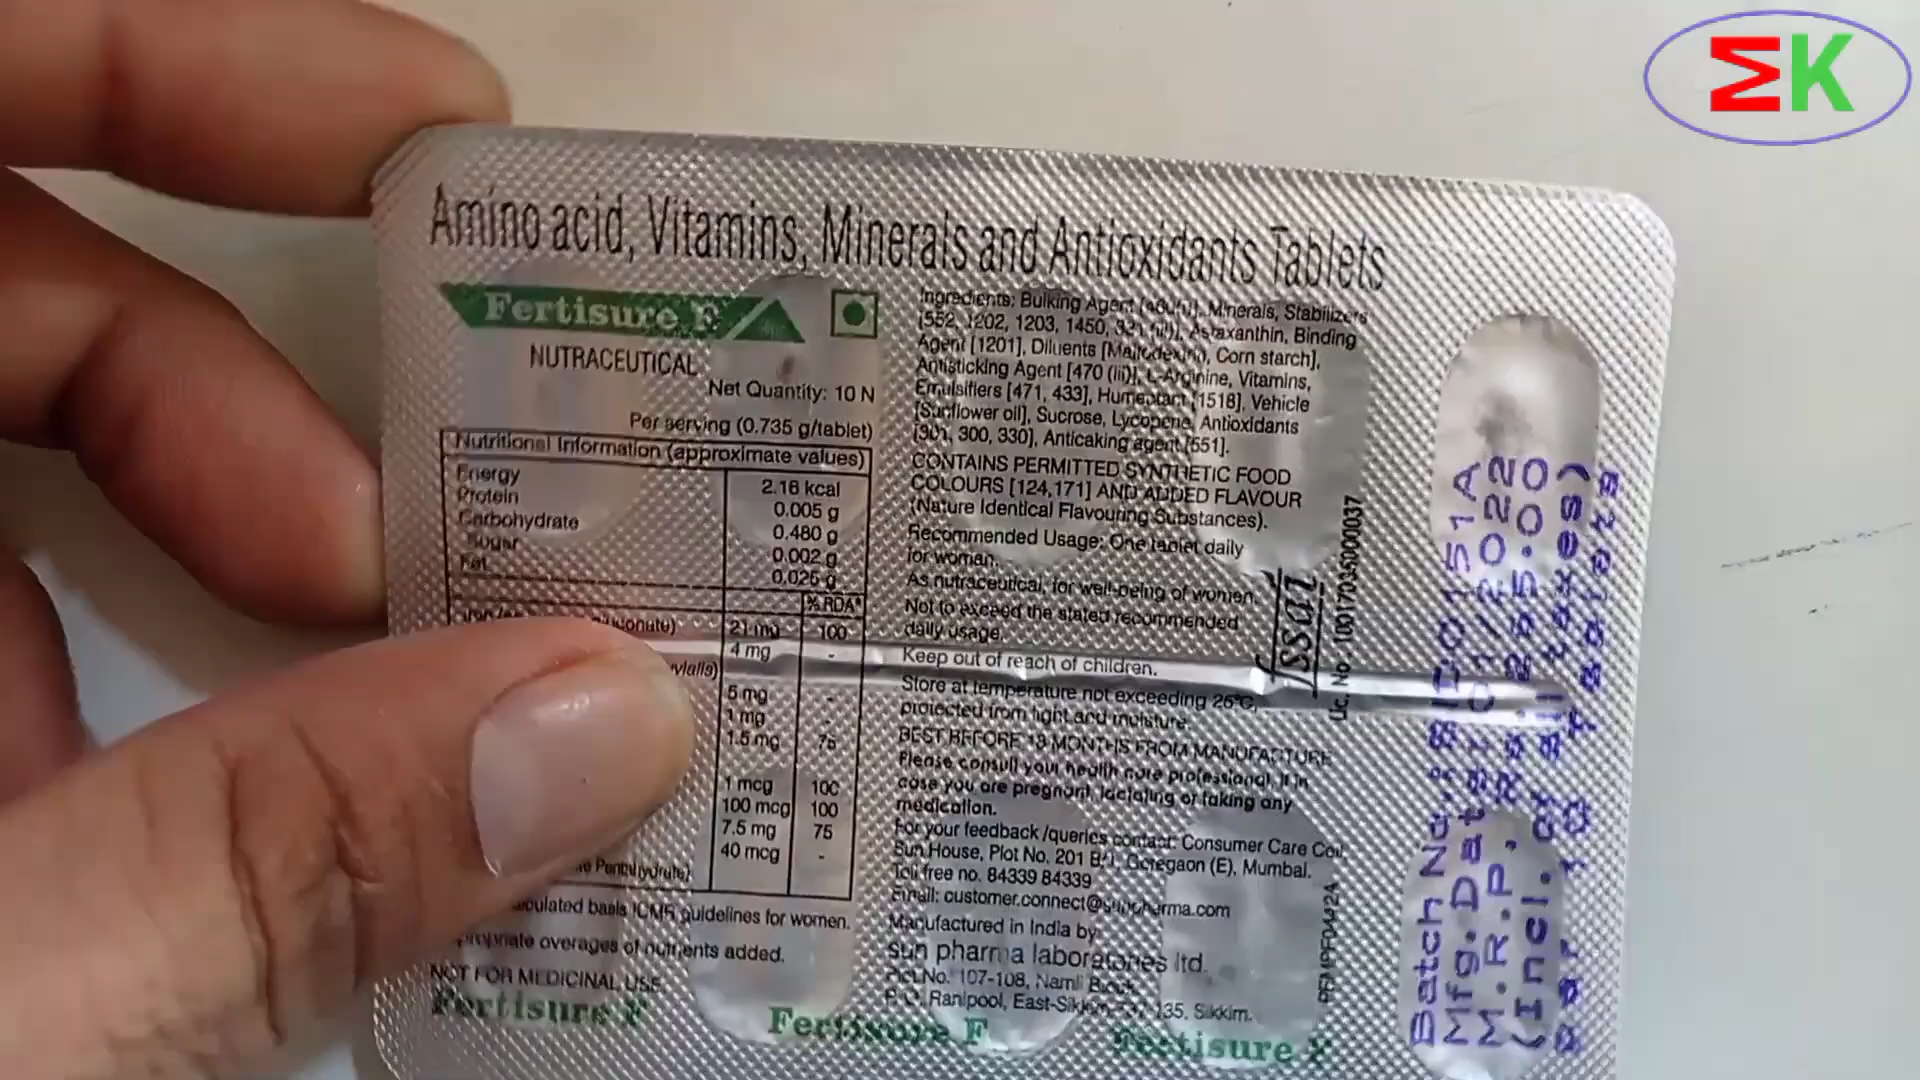 ΣK
Amino acid, Vitamins, Minerals and Antioxidants Tablets
Fertisure F
NUTRACEUTICAL
Net Quantity: 10 N
Per serving (0.735 g/tablet)
Nutritional Information (approximate values)
Energy 2.16 kcal
Protein 0.005 g
Carbohydrate 0.480 g
Sugar 0.002 g
Fat 0.025 g
% RDA*
21 mg 100
4 mg -
5 mg -
1 mg -
1.5 mg 75
1 mcg 100
100 mcg 100
7.5 mg 75
40 mcg -
basis ICMR guidelines for women.
overages of nutrients added.
NOT FOR MEDICINAL USE
Fertisure F
Fertisure F
Fertisure F
Ingredients: Bulking Agent Minerals, Stabilizers
[552, 1202, 1203, 1450, Astaxanthin, Binding
Agent [1201], Diluents [Maltodextrin, Corn starch],
Antisticking Agent [470 (iii)], L-Arginine, Vitamins,
Emulsifiers [471, 433], Humectant [1518], Vehicle
[Sunflower oil], Sucrose, Lycopene, Antioxidants
[301, 300, 330], Anticaking agent [551].
CONTAINS PERMITTED SYNTHETIC FOOD
COLOURS [124,171] AND ADDED FLAVOUR
(Nature Identical Flavouring Substances).
Recommended Usage: One tablet daily
for woman.
As nutraceutical, for well-being of women.
Not to exceed the stated recommended
daily usage.
Keep out of reach of children.
Store at temperature not exceeding 25°C,
protected from light and moisture.
BEST BEFORE 18 MONTHS FROM MANUFACTURE
Please consult your health care professional, if in
case you are pregnant, lactating or taking any
medication.
For your feedback /queries contact: Consumer Care Cell,
Sun House, Plot No. 201 B/1, Goregaon (E), Mumbai.
Toll free no. 84339 84339
Email: customer.connect@sunpharma.com
Manufactured in India by
sun pharma laboratories ltd.
Plot No. 107-108, Namli Block,
P. O. Ranipool, East-Sikkim- 135, Sikkim.
fssai
Lic. No. 10017035000037
Batch No.: SID0151A
Mfg. Date: 01/2022
M.R.P. Rs. 265.00
(Incl. of all taxes)
per 10 Tablets